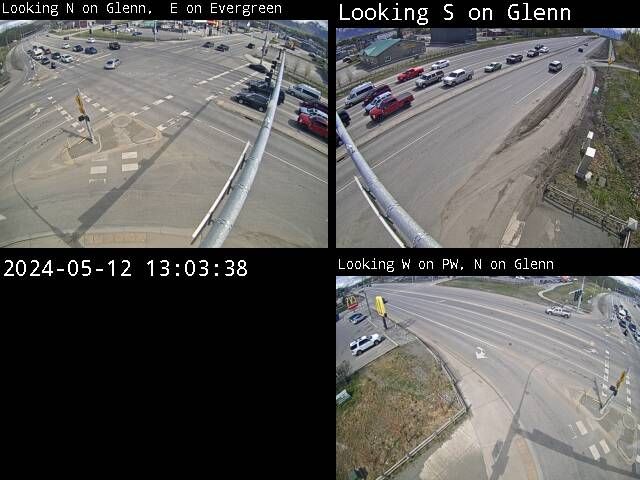 Looking N on Glenn,  E on Evergreen
Looking S on Glenn
2024-05-12 13:03:38
Looking W on PW, N on Glenn